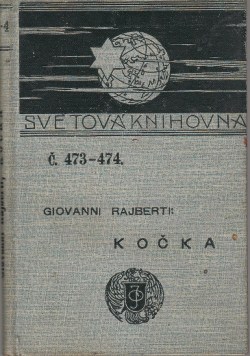 SVĚTOVÁ KNIHOVNA
Č. 473-474.
GIOVANNI RAJBERTI:
KOČKA